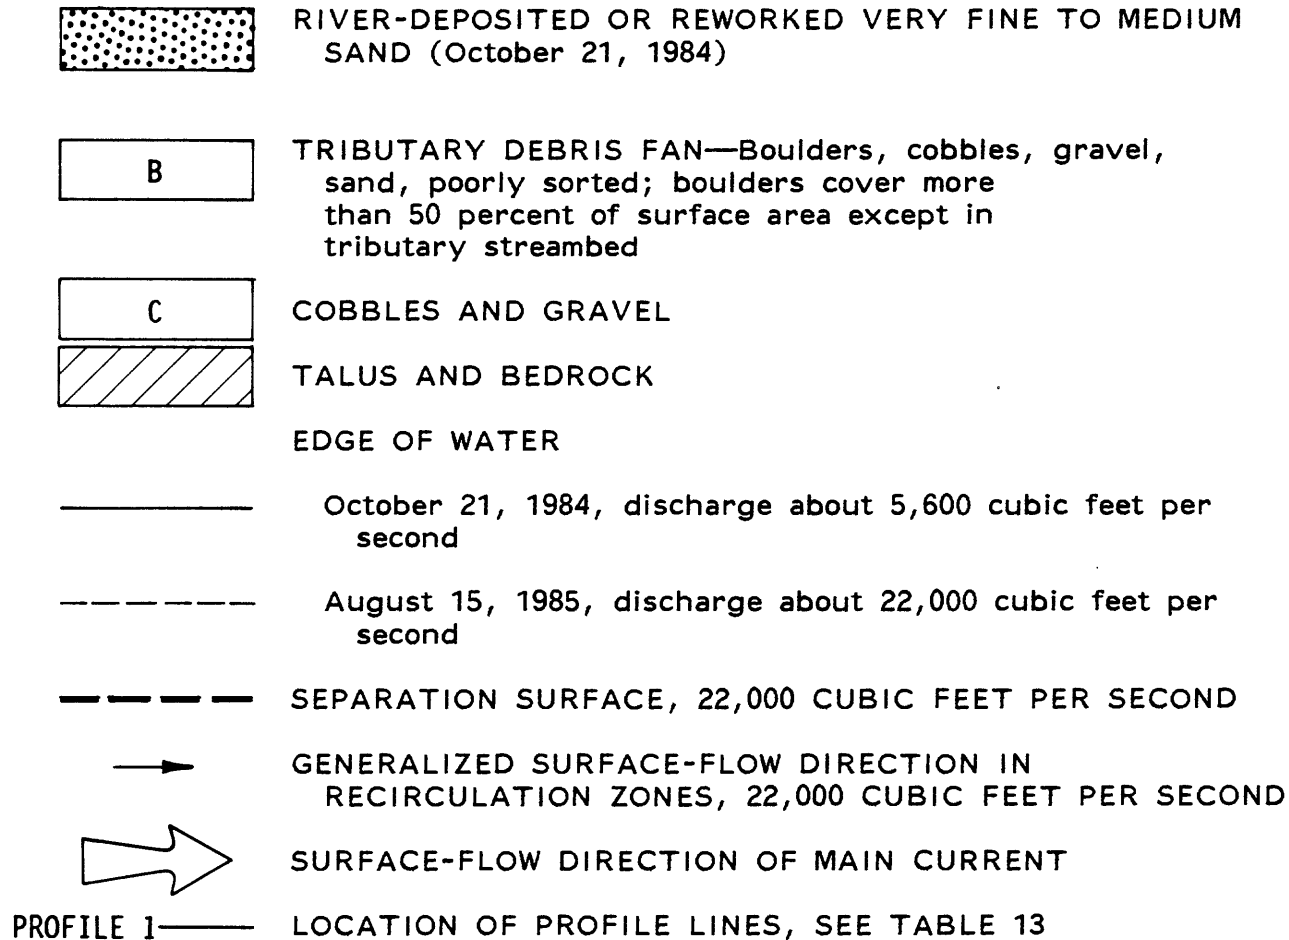 RIVER-DEPOSITED OR REWORKED VERY FINE TO MEDIUM
SAND (October 21, 1984)
B
TRIBUTARY DEBRIS FAN—Boulders, cobbles, gravel,
sand, poorly sorted; boulders cover more
than 50 percent of surface area except in
tributary streambed
C
COBBLES AND GRAVEL
TALUS AND BEDROCK
EDGE OF WATER
October 21, 1984, discharge about 5,600 cubic feet per
second
August 15, 1985, discharge about 22,000 cubic feet per
second
SEPARATION SURFACE, 22,000 CUBIC FEET PER SECOND
GENERALIZED SURFACE-FLOW DIRECTION IN
RECIRCULATION ZONES, 22,000 CUBIC FEET PER SECOND
SURFACE-FLOW DIRECTION OF MAIN CURRENT
PROFILE 1 LOCATION OF PROFILE LINES, SEE TABLE 13